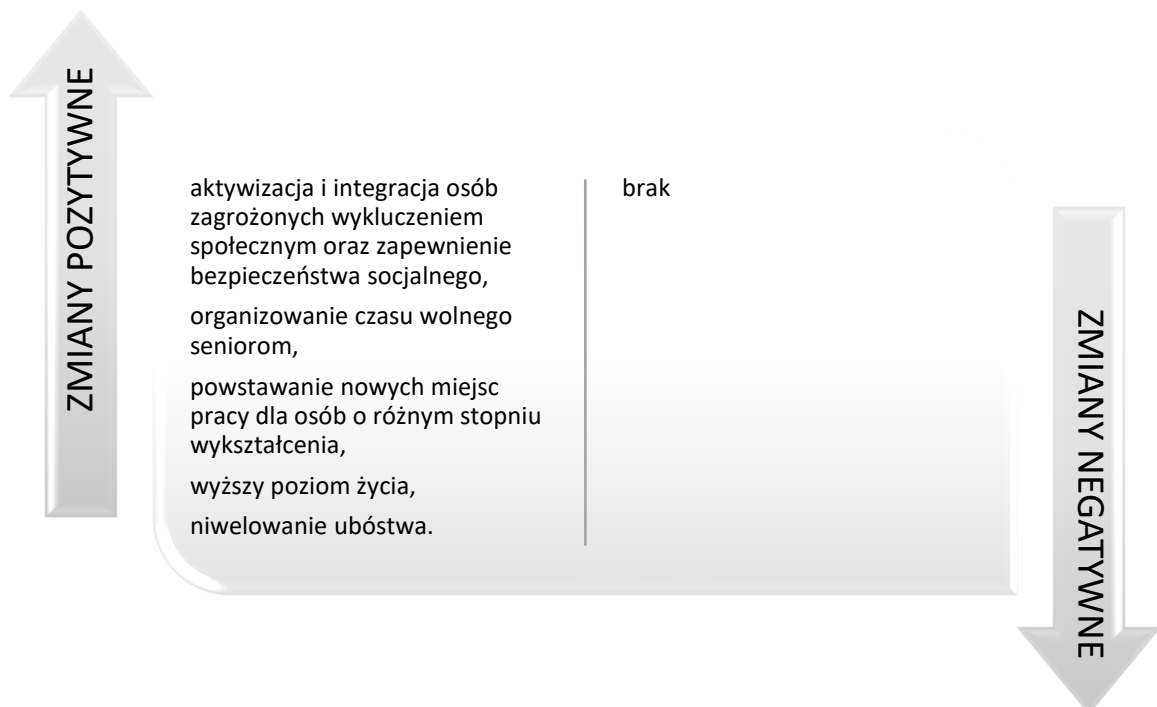 ZMIANY POZYTYWNE
aktywizacja i integracja osób
zagrożonych wykluczeniem
społecznym oraz zapewnienie
bezpieczeństwa socjalnego,
organizowanie czasu wolnego
seniorom,
powstawanie nowych miejsc
pracy dla osób o różnym stopniu
wykształcenia,
wyższy poziom życia,
niwelowanie ubóstwa.
brak
ZMIANY NEGATYWNE